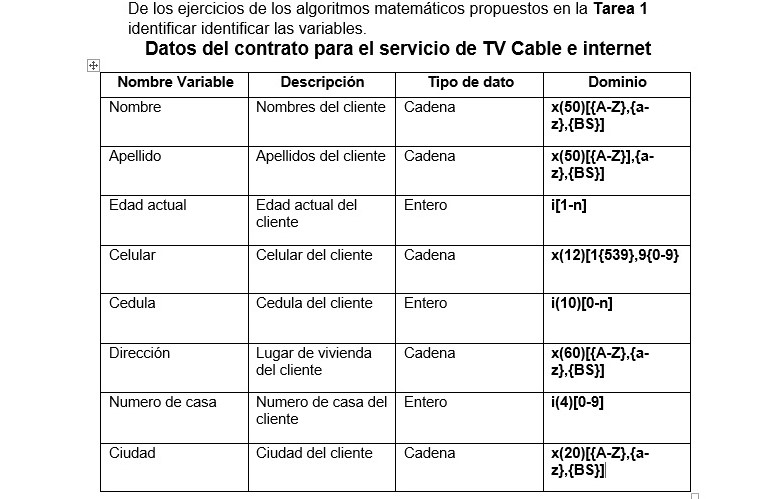 De los ejercicios de los algoritmos matemáticos propuestos en la Tarea 1
identificar identificar las variables.
Datos del contrato para el servicio de TV Cable e internet
Nombre Variable Descripción Tipo de dato Dominio
Nombre Nombres del cliente Cadena x(50)[{A-Z},{a-
z},{BS}]
Apellido Apellidos del cliente Cadena x(50)[{A-Z}],{a-
z},{BS}]
Edad actual Edad actual del Entero i[1-n]
cliente
Celular Celular del cliente Cadena x(12)[1{539},9{0-9}
Cedula Cedula del cliente Entero i(10)[0-n]
Dirección Lugar de vivienda Cadena x(60)[{A-Z},{a-
del cliente z},{BS}]
Numero de casa Numero de casa del Entero i(4)[0-9]
cliente
Ciudad Ciudad del cliente Cadena x(20)[{A-Z},{a-
z},{BS}]